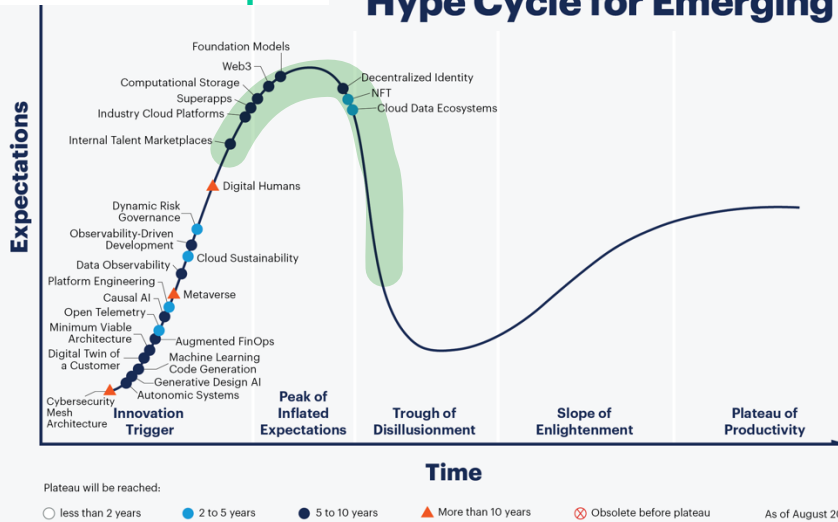 Hype Cycle for Emerging
Expectations
Foundation Models
Web3
Computational Storage
Superapps
Industry Cloud Platforms
Internal Talent Marketplaces
Decentralized Identity
NFT
Cloud Data Ecosystems
Digital Humans
Dynamic Risk
Governance
Observability-Driven
Development
Cloud Sustainability
Data Observability
Platform Engineering
Metaverse
Causal AI
Open Telemetry
Minimum Viable
Architecture
Augmented FinOps
Digital Twin of
a Customer
Machine Learning
Code Generation
Generative Design AI
Autonomic Systems
Cybersecurity
Mesh
Architecture
Innovation
Trigger
Peak of
Inflated
Expectations
Trough of
Disillusionment
Slope of
Enlightenment
Plateau of
Productivity
Time
Plateau will be reached:
less than 2 years
2 to 5 years
5 to 10 years
More than 10 years
Obsolete before plateau
As of August 20